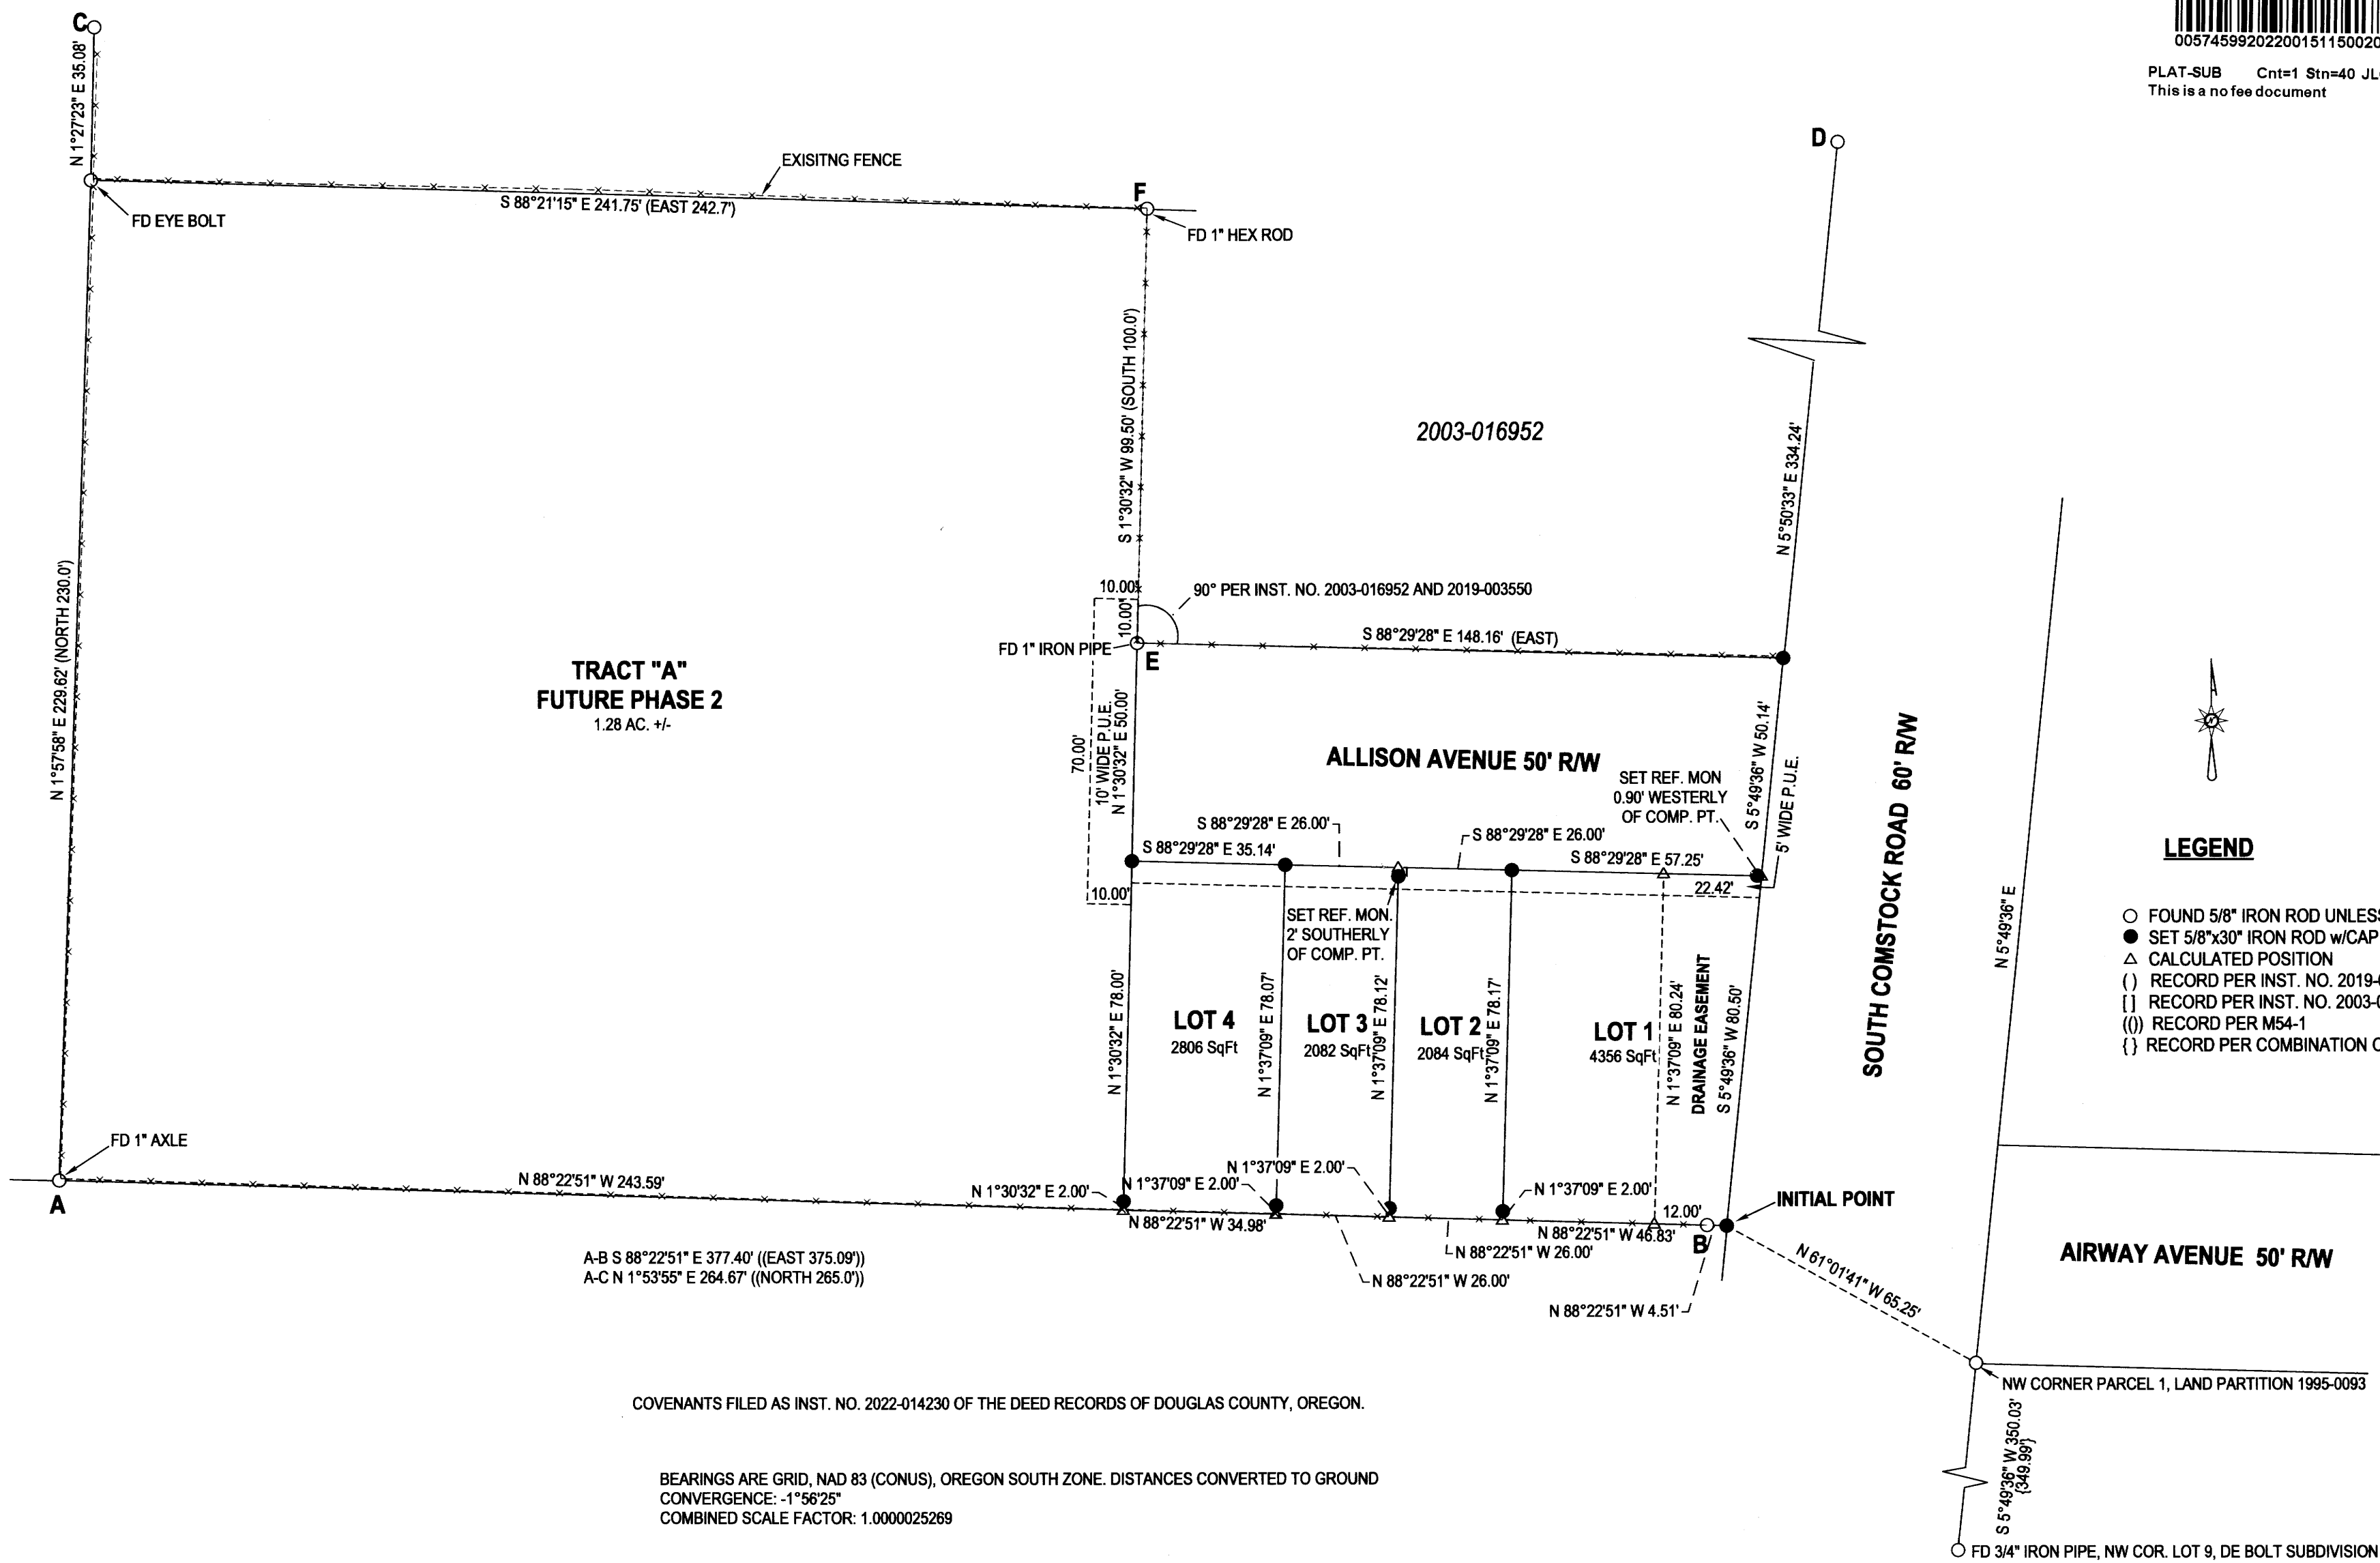 00574599202200151150020
PLAT-SUB Cnt=1 Stn=40 JL
This is a no fee document
C
N 1°27'23" E 35.08'
EXISITNG FENCE
S 88°21'15" E 241.75' (EAST 242.7')
FD EYE BOLT
F
FD 1" HEX ROD
D
S 1°30'32" W 99.50' (SOUTH 100.0')
2003-016952
N 5°50'33" E 334.24'
N 1°57'58" E 229.62' (NORTH 230.0')
10.00'
10.00'
90° PER INST. NO. 2003-016952 AND 2019-003550
FD 1" IRON PIPE
E
S 88°29'28" E 148.16' (EAST)
TRACT "A"
FUTURE PHASE 2
1.28 AC. +/-
70.00'
10' WIDE P.U.E.
N 1°30'32" E 50.00'
ALLISON AVENUE 50' R/W
SET REF. MON
0.90' WESTERLY
OF COMP. PT.
S 5°49'36" W 50.14'
5' WIDE P.U.E.
SOUTH COMSTOCK ROAD 60' R/W
S 88°29'28" E 35.14'
S 88°29'28" E 26.00'
S 88°29'28" E 26.00'
S 88°29'28" E 57.25'
22.42'
10.00'
SET REF. MON.
2' SOUTHERLY
OF COMP. PT.
N 5°49'36" E
LEGEND
FOUND 5/8" IRON ROD UNLESS
SET 5/8"x30" IRON ROD w/CAP
CALCULATED POSITION
( ) RECORD PER INST. NO. 2019-
[ ] RECORD PER INST. NO. 2003-
(()) RECORD PER M54-1
{ } RECORD PER COMBINATION
N 1°30'32" E 78.00'
LOT 4
2806 SqFt
N 1°37'09" E 78.07'
LOT 3
2082 SqFt
N 1°37'09" E 78.12'
LOT 2
2084 SqFt
N 1°37'09" E 78.17'
LOT 1
4356 SqFt
N 1°37'09" E 80.24'
DRAINAGE EASEMENT
S 5°49'36" W 80.50'
FD 1" AXLE
A
N 88°22'51" W 243.59'
N 1°30'32" E 2.00'
N 1°37'09" E 2.00'
N 1°37'09" E 2.00'
N 1°37'09" E 2.00'
N 88°22'51" W 34.98'
N 88°22'51" W 26.00'
N 88°22'51" W 26.00'
N 88°22'51" W 46.83'
12.00'
B
INITIAL POINT
N 88°22'51" W 4.51'
N 61°01'41" W 65.25'
AIRWAY AVENUE 50' R/W
A-B S 88°22'51" E 377.40' ((EAST 375.09'))
A-C N 1°53'55" E 264.67' ((NORTH 265.0'))
NW CORNER PARCEL 1, LAND PARTITION 1995-0093
COVENANTS FILED AS INST. NO. 2022-014230 OF THE DEED RECORDS OF DOUGLAS COUNTY, OREGON.
BEARINGS ARE GRID, NAD 83 (CONUS), OREGON SOUTH ZONE. DISTANCES CONVERTED TO GROUND
CONVERGENCE: -1°56'25"
COMBINED SCALE FACTOR: 1.0000025269
S 5°49'36" W 350.03'
{349.99'}
FD 3/4" IRON PIPE, NW COR. LOT 9, DE BOLT SUBDIVISION